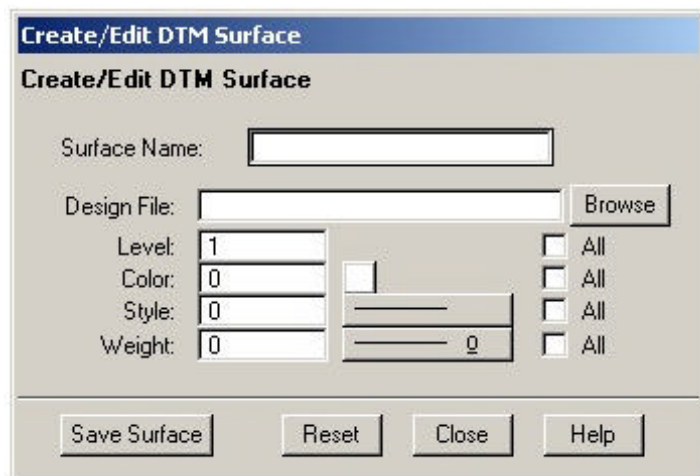 Create/Edit DTM Surface
Create/Edit DTM Surface
Surface Name:
Design File: Browse
Level: 1 All
Color: 0 All
Style: 0 All
Weight: 0 0 All
Save Surface Reset Close Help